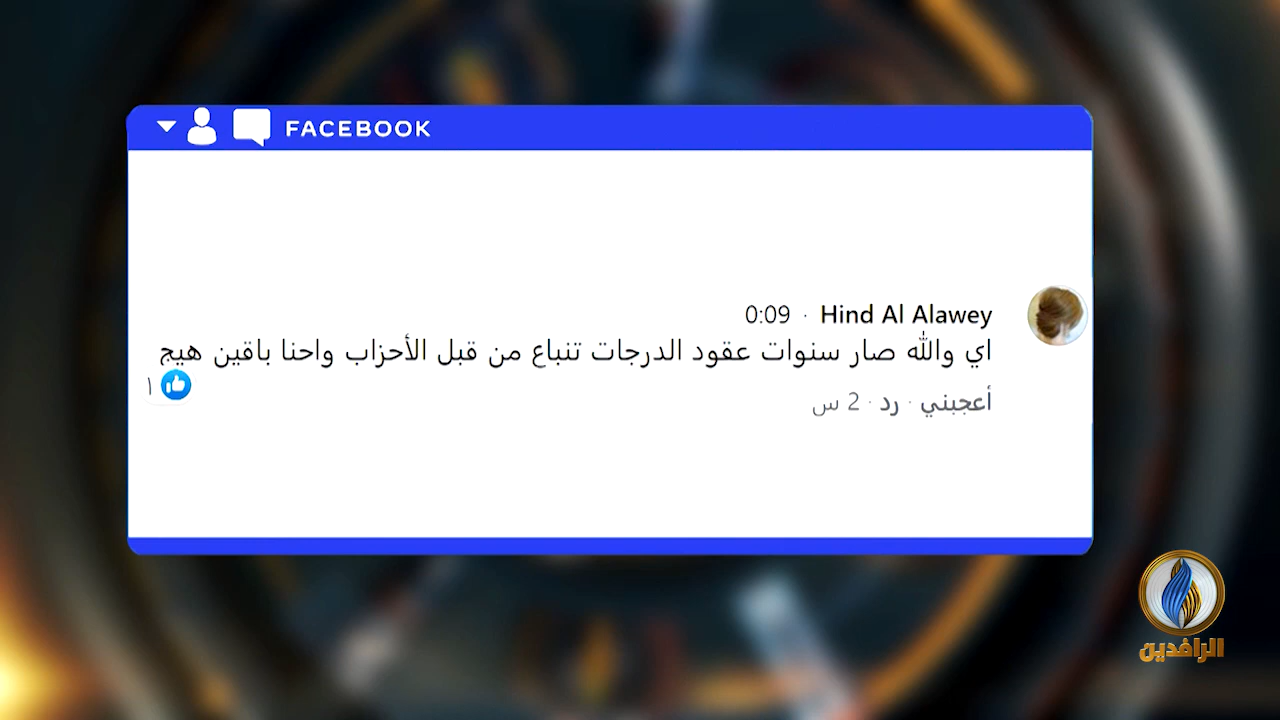 FACEBOOK
Hind Al Alawey · 0:09
اي والله صار سنوات عقود الدرجات تنباع من قبل الأحزاب واحنا باقين هيج
١
أعجبني · رد · 2 س
الرافدين